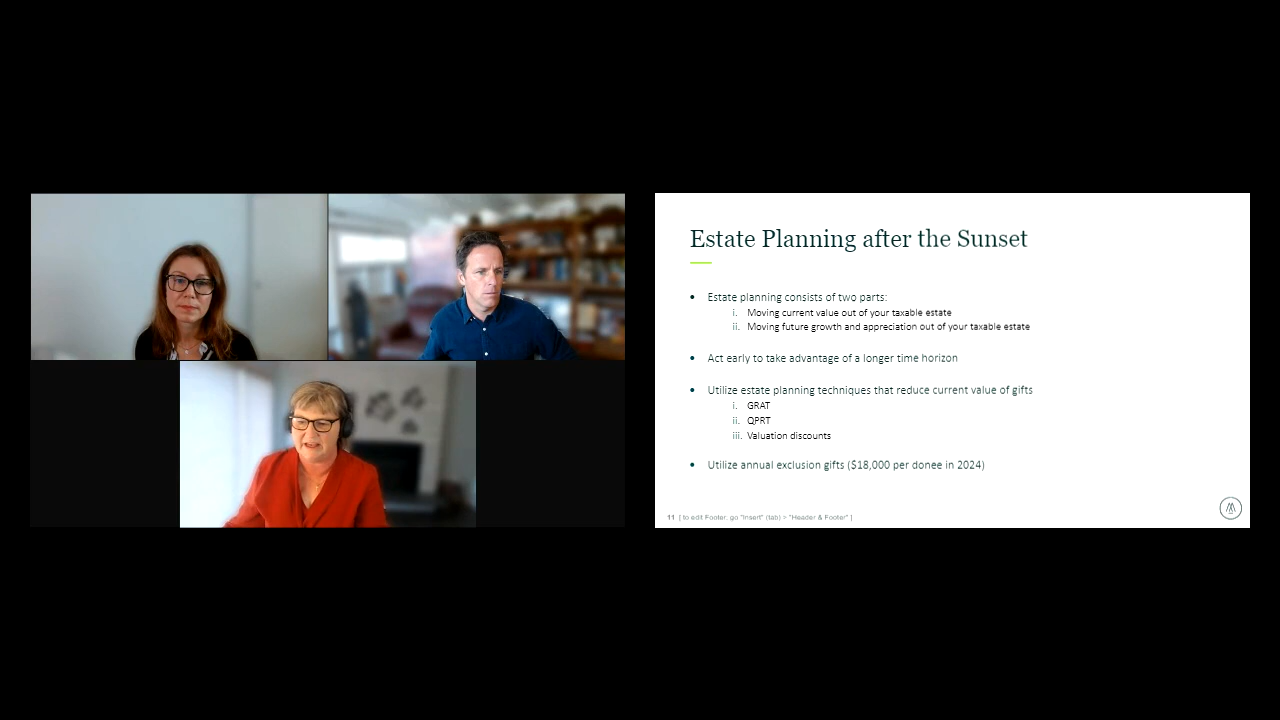 Estate Planning after the Sunset
• Estate planning consists of two parts:
i. Moving current value out of your taxable estate
ii. Moving future growth and appreciation out of your taxable estate
• Act early to take advantage of a longer time horizon
• Utilize estate planning techniques that reduce current value of gifts
i. GRAT
ii. QPRT
iii. Valuation discounts
• Utilize annual exclusion gifts ($18,000 per donee in 2024)
11 [ to edit Footer, go "Insert" (tab) > "Header & Footer" ]